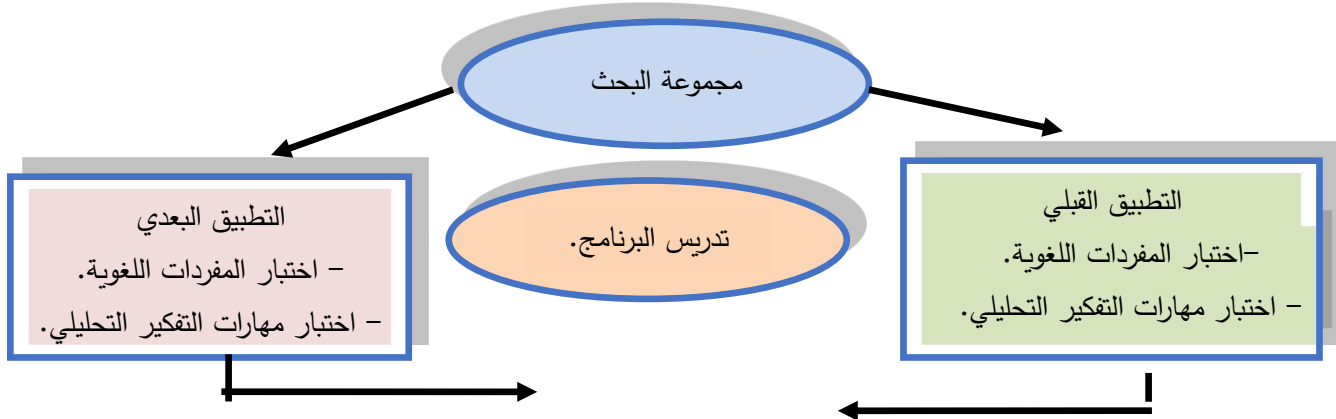 مجموعة البحث
التطبيق القبلي
-اختبار المفردات اللغوية.
- اختبار مهارات التفكير التحليلي.
تدريس البرنامج.
التطبيق البعدي
- اختبار المفردات اللغوية.
- اختبار مهارات التفكير التحليلي.